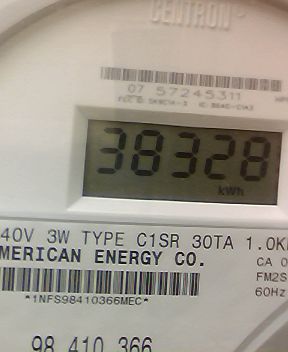 CENTRON
07 57245311
38328
kWh
40V 3W TYPE C1SR 30TA 1.0K
MERICAN ENERGY CO.
CA 0
FM2S
60Hz
*1NFS98410366MEC*
98 410 366